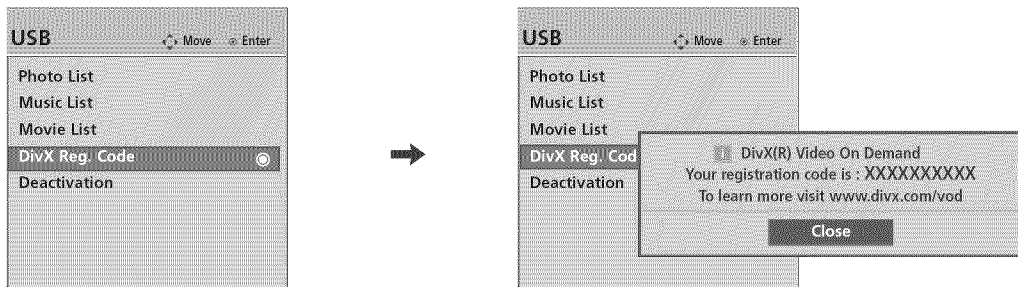 USB
Move
Enter
Photo List
Music List
Movie List
DivX Reg. Code
Deactivation
USB
Move
Enter
Photo List
Music List
Movie List
DivX Reg. Cod
Deactivation
DivX(R) Video On Demand
Your registration code is : XXXXXXXXXX
To learn more visit www.divx.com/vod
Close